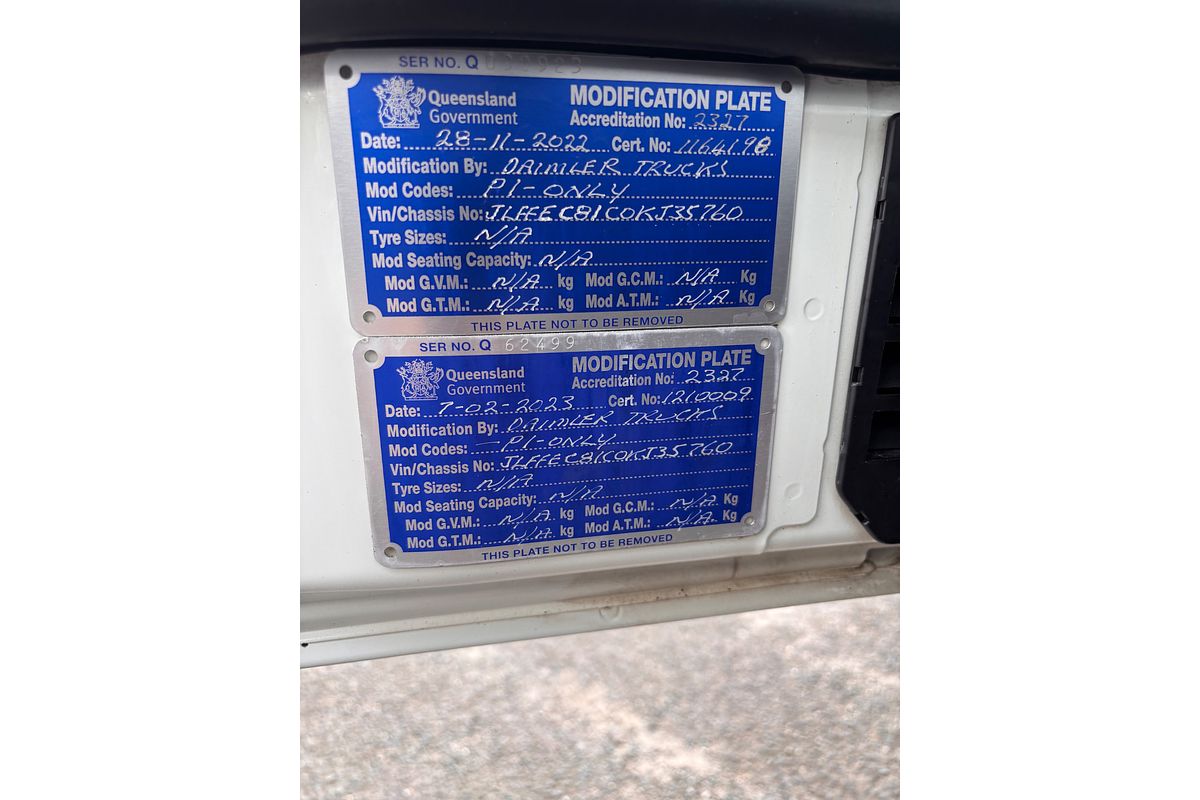 SER NO. Q
Queensland Government
MODIFICATION PLATE
Accreditation No: 2327
Date: 28-11-2022 Cert. No: 1164198
Modification By: DAIMLER TRUCKS
Mod Codes: P1-ONLY
Vin/Chassis No: JLFFEC81C0KJ35760
Tyre Sizes: N/A
Mod Seating Capacity: N/A
Mod G.V.M.: N/A kg Mod G.C.M.: N/A Kg
Mod G.T.M.: N/A kg Mod A.T.M.: N/A Kg
THIS PLATE NOT TO BE REMOVED
SER NO. Q 62499
Queensland Government
MODIFICATION PLATE
Accreditation No: 2327
Date: 7-02-2023 Cert. No: 1210009
Modification By: DAIMLER TRUCKS
Mod Codes: P1-ONLY
Vin/Chassis No: JLFFEC81C0KJ35760
Tyre Sizes: N/A
Mod Seating Capacity: N/A
Mod G.V.M.: N/A kg Mod G.C.M.: N/A Kg
Mod G.T.M.: N/A kg Mod A.T.M.: N/A Kg
THIS PLATE NOT TO BE REMOVED